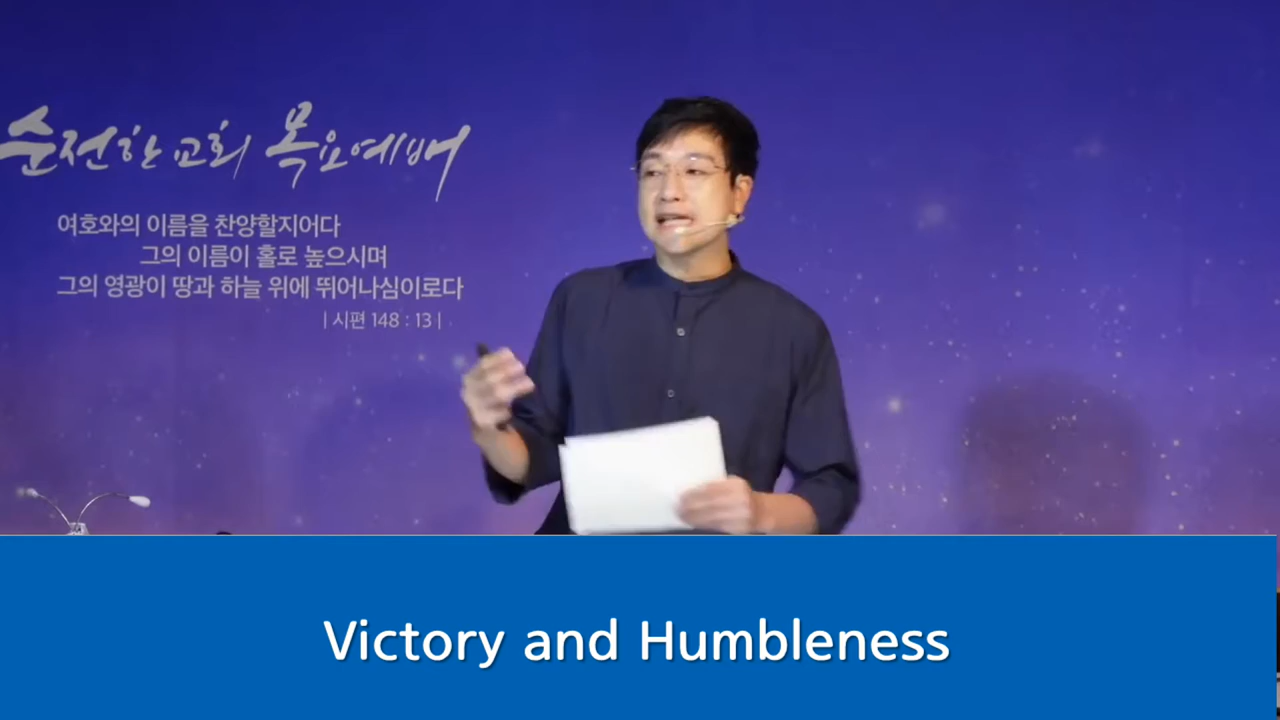 순전한 교회 목요예배
여호와의 이름을 찬양할지어다
그의 이름이 홀로 높으시며
그의 영광이 땅과 하늘 위에 뛰어나심이로다
| 시편 148 : 13 |
Victory and Humbleness